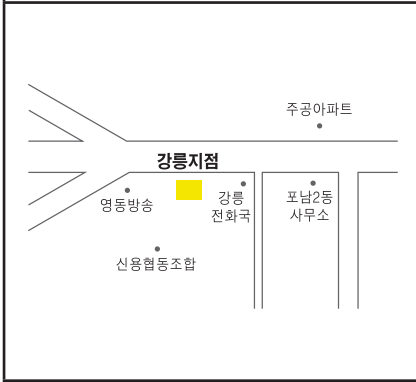 주공아파트
강릉지점
영동방송
강릉
전화국
포남2동
사무소
신용협동조합